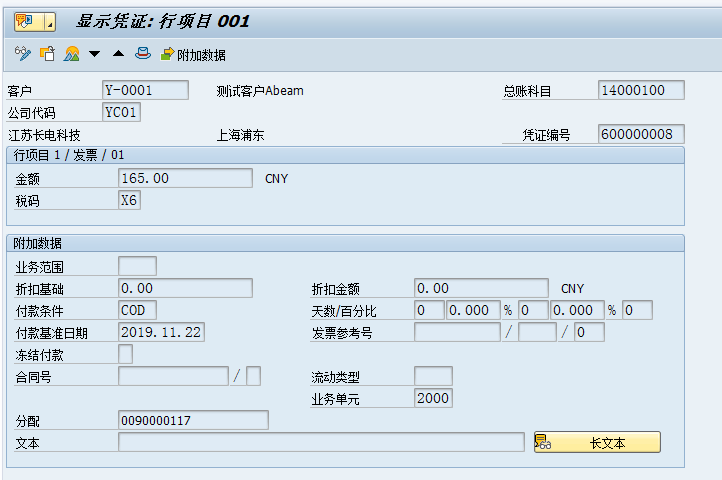 显示凭证: 行项目 001
附加数据
客户 Y-0001 测试客户Abeam 总账科目 14000100
公司代码 YC01
江苏长电科技 上海浦东 凭证编号 600000008
行项目 1 / 发票 / 01
金额 165.00 CNY
税码 X6
附加数据
业务范围
折扣基础 0.00 折扣金额 0.00 CNY
付款条件 COD 天数/百分比 0 0.000 % 0 0.000 % 0
付款基准日期 2019.11.22 发票参考号 / / 0
冻结付款
合同号 / 流动类型
业务单元 2000
分配 0090000117
文本 长文本